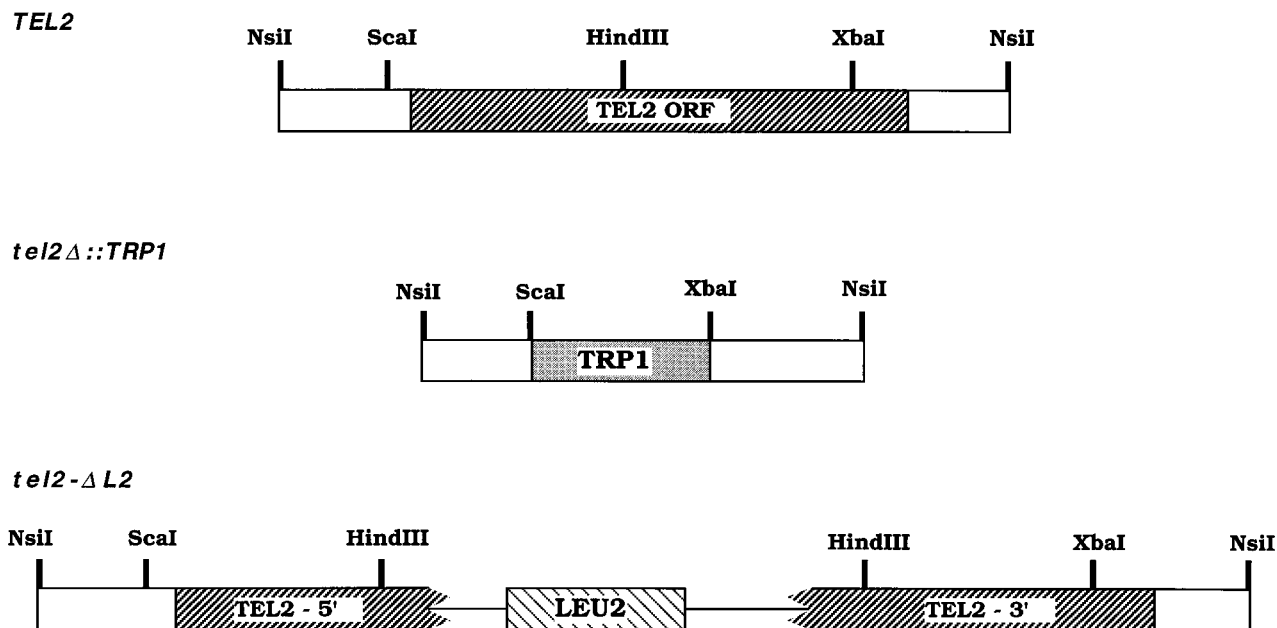 TEL2
NsiI ScaI HindIII XbaI NsiI
TEL2 ORF
tel2Δ::TRP1
NsiI ScaI XbaI NsiI
TRP1
tel2-ΔL2
NsiI ScaI HindIII HindIII XbaI NsiI
TEL2 - 5' LEU2 TEL2 - 3'